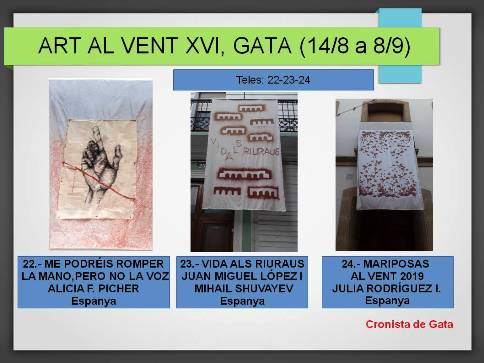 ART AL VENT XVI, GATA (14/8 a 8/9)
Teles: 22-23-24
VIDA
ALS
RIURAUS
22.- ME PODRÉIS ROMPER
LA MANO,PERO NO LA VOZ
ALICIA F. PICHER
Espanya
23.- VIDA ALS RIURAUS
JUAN MIGUEL LÓPEZ I
MIHAIL SHUVAYEV
Espanya
24.- MARIPOSAS
AL VENT 2019
JULIA RODRÍGUEZ I.
Espanya
Cronista de Gata